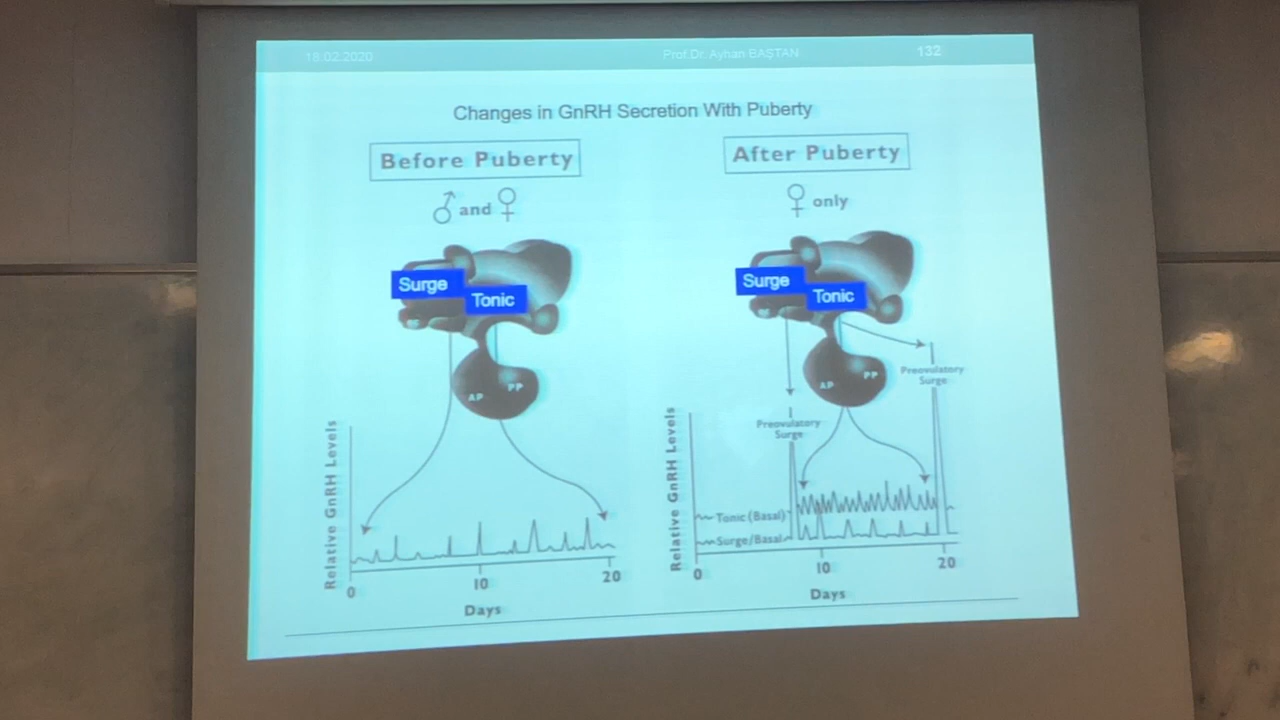 18.02.2020 Prof.Dr. Ayhan BAŞTAN 132
Changes in GnRH Secretion With Puberty
Before Puberty
♂ and ♀
Surge
Tonic
AP
PP
Relative GnRH Levels
0 10 20
Days
After Puberty
♀ only
Surge
Tonic
AP
PP
Preovulatory
Surge
Preovulatory
Surge
Relative GnRH Levels
Tonic (Basal)
Surge/Basal
0 10 20
Days